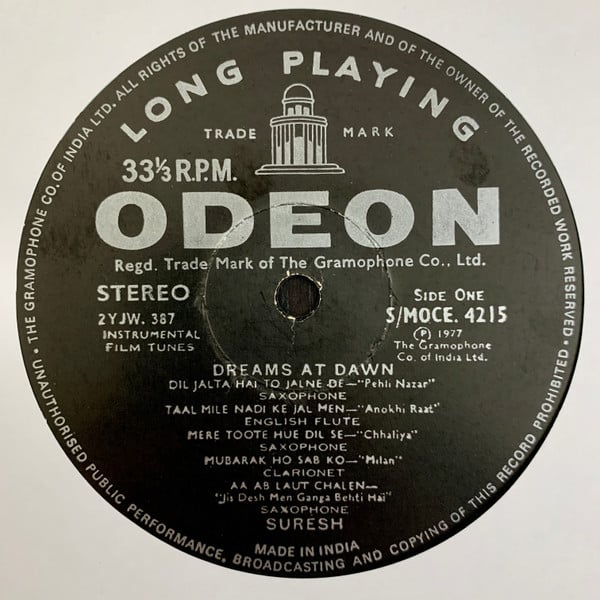 • THE GRAMOPHONE CO. OF INDIA LTD. ALL RIGHTS OF THE MANUFACTURER AND OF THE OWNER OF THE RECORDED WORK RESERVED •
LONG PLAYING
TRADE MARK
33⅓ R.P.M.
ODEON
Regd. Trade Mark of The Gramophone Co., Ltd.
STEREO
2YJW. 387
INSTRUMENTAL
FILM TUNES
SIDE ONE
S/MOCE. 4215
Ⓟ 1977
The Gramophone
Co. of India Ltd.
DREAMS AT DAWN
DIL JALTA HAI TO JALNE DE—"Pehli Nazar"
SAXOPHONE
TAAL MILE NADI KE JAL MEN—"Anokhi Raat"
ENGLISH FLUTE
MERE TOOTE HUE DIL SE—"Chhaliya"
SAXOPHONE
MUBARAK HO SAB KO—"Milan"
CLARIONET
AA AB LAUT CHALEN—
"Jis Desh Men Ganga Behti Hai"
SAXOPHONE
SURESH
MADE IN INDIA
UNAUTHORISED PUBLIC PERFORMANCE, BROADCASTING AND COPYING OF THIS RECORD PROHIBITED •